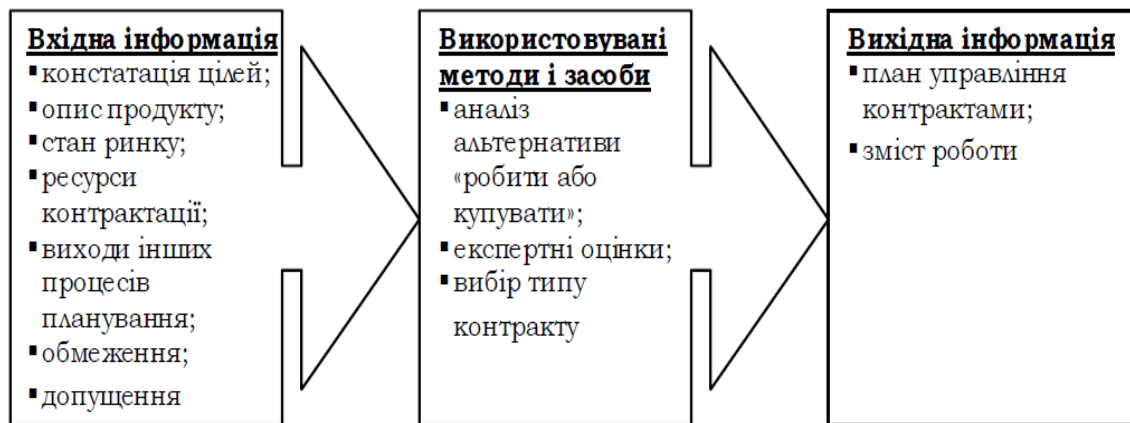 Вхідна інформація
▪констатація цілей;
▪опис продукту;
▪стан ринку;
▪ресурси
контрактації;
▪виходи інших
процесів
планування;
▪обмеження;
▪допущення
Використовувані
методи і засоби
▪аналіз
альтернативи
«робити або
купувати»;
▪експертні оцінки;
▪вибір типу
контракту
Вихідна інформація
▪план управління
контрактами;
▪зміст роботи